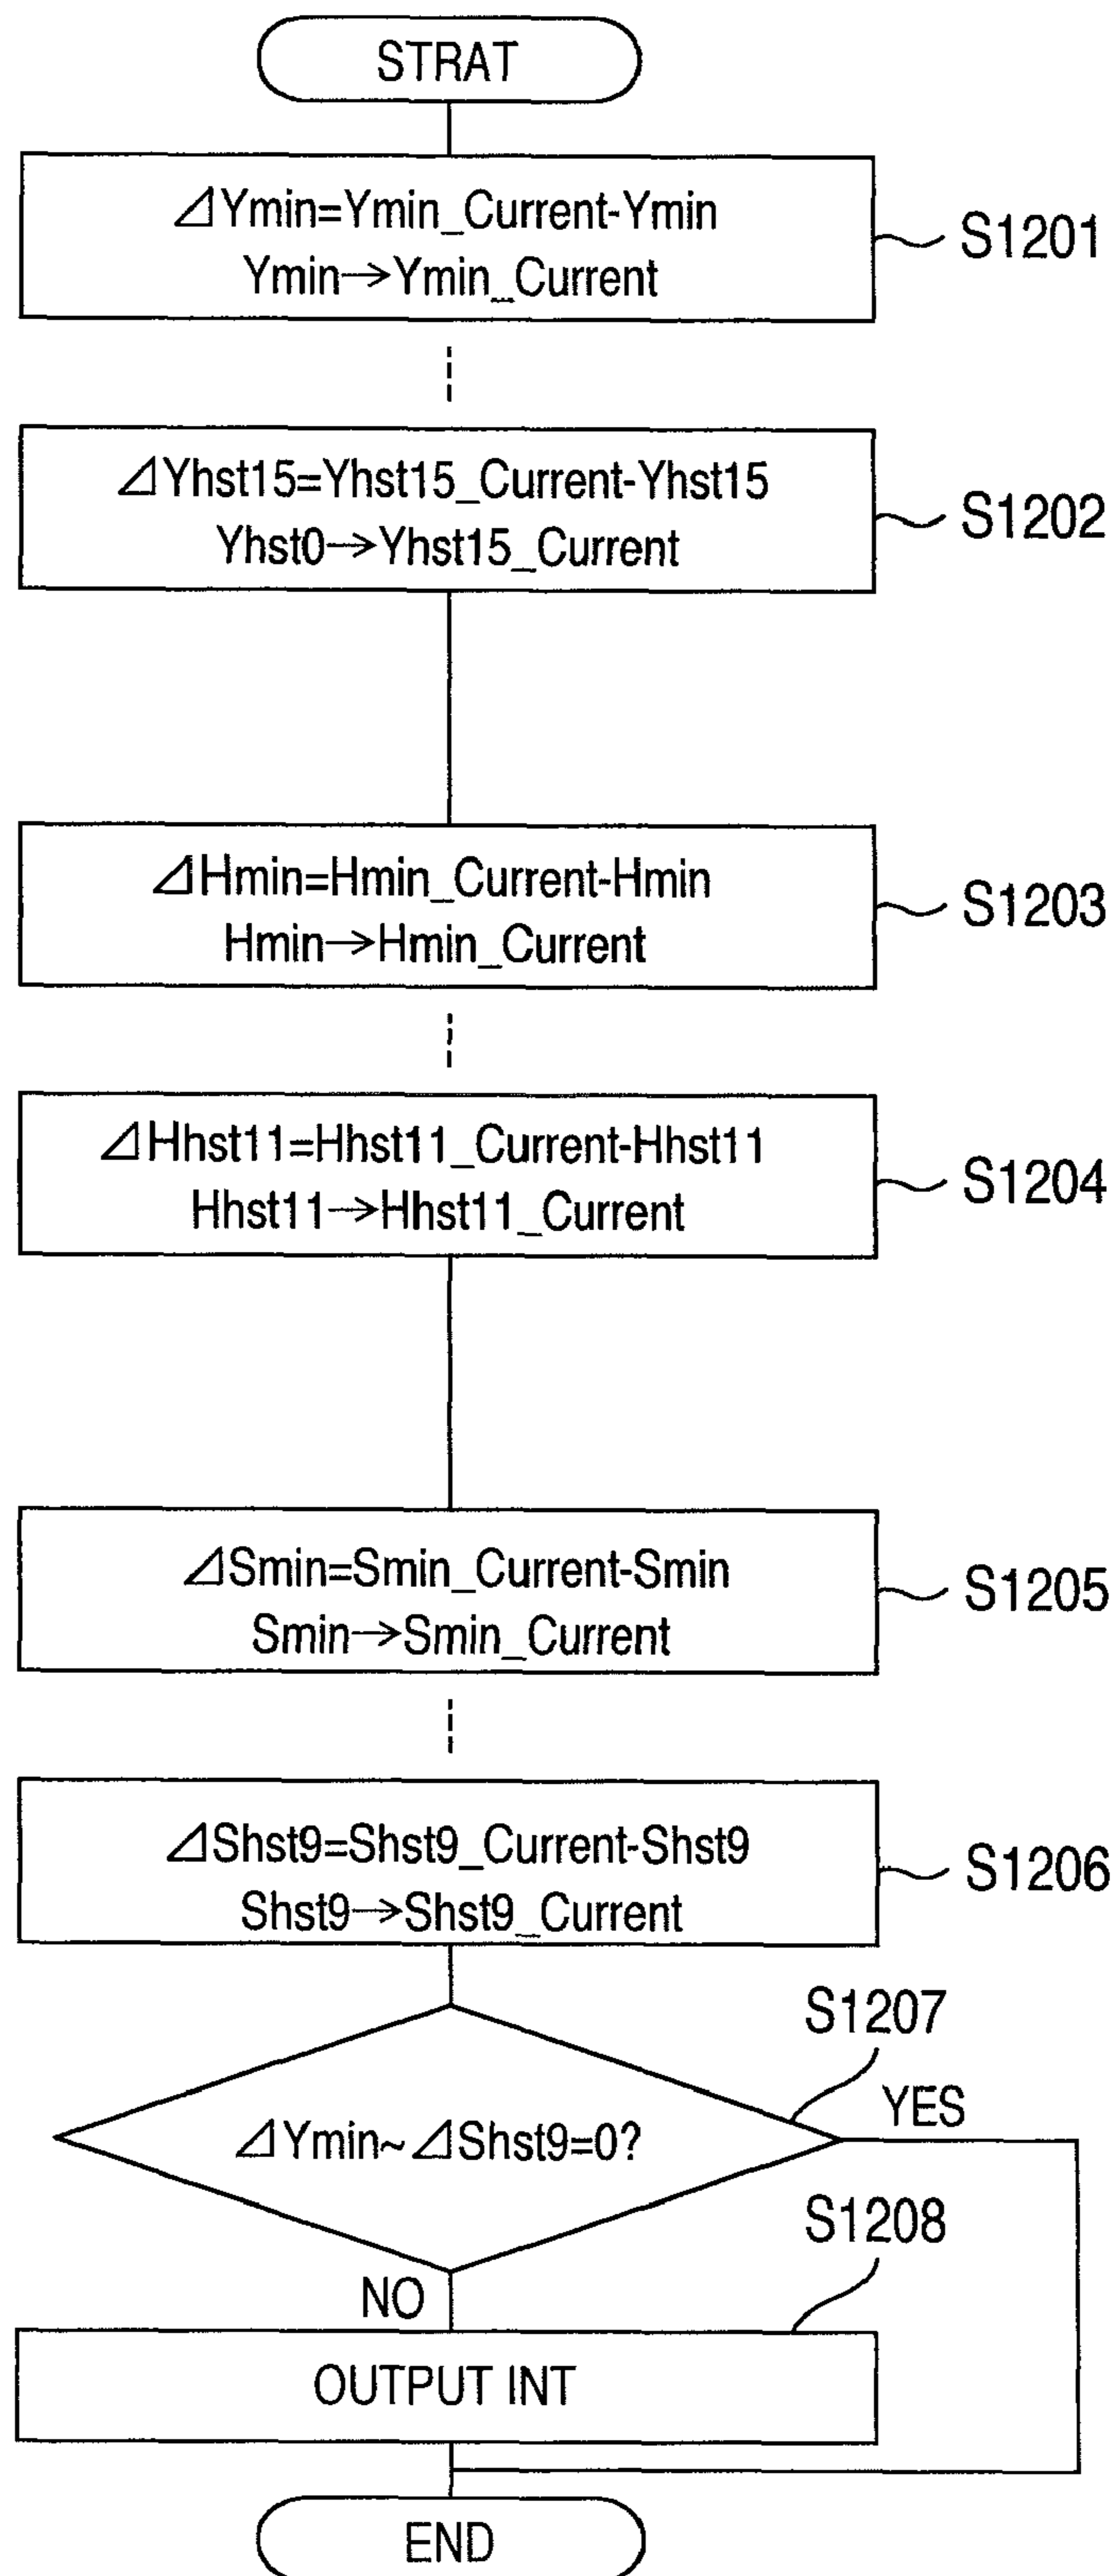 STRAT
⊿Ymin=Ymin_Current-Ymin
Ymin→Ymin_Current
S1201
⊿Yhst15=Yhst15_Current-Yhst15
Yhst0→Yhst15_Current
S1202
⊿Hmin=Hmin_Current-Hmin
Hmin→Hmin_Current
S1203
⊿Hhst11=Hhst11_Current-Hhst11
Hhst11→Hhst11_Current
S1204
⊿Smin=Smin_Current-Smin
Smin→Smin_Current
S1205
⊿Shst9=Shst9_Current-Shst9
Shst9→Shst9_Current
S1206
S1207
YES
⊿Ymin~⊿Shst9=0?
S1208
NO
OUTPUT INT
END